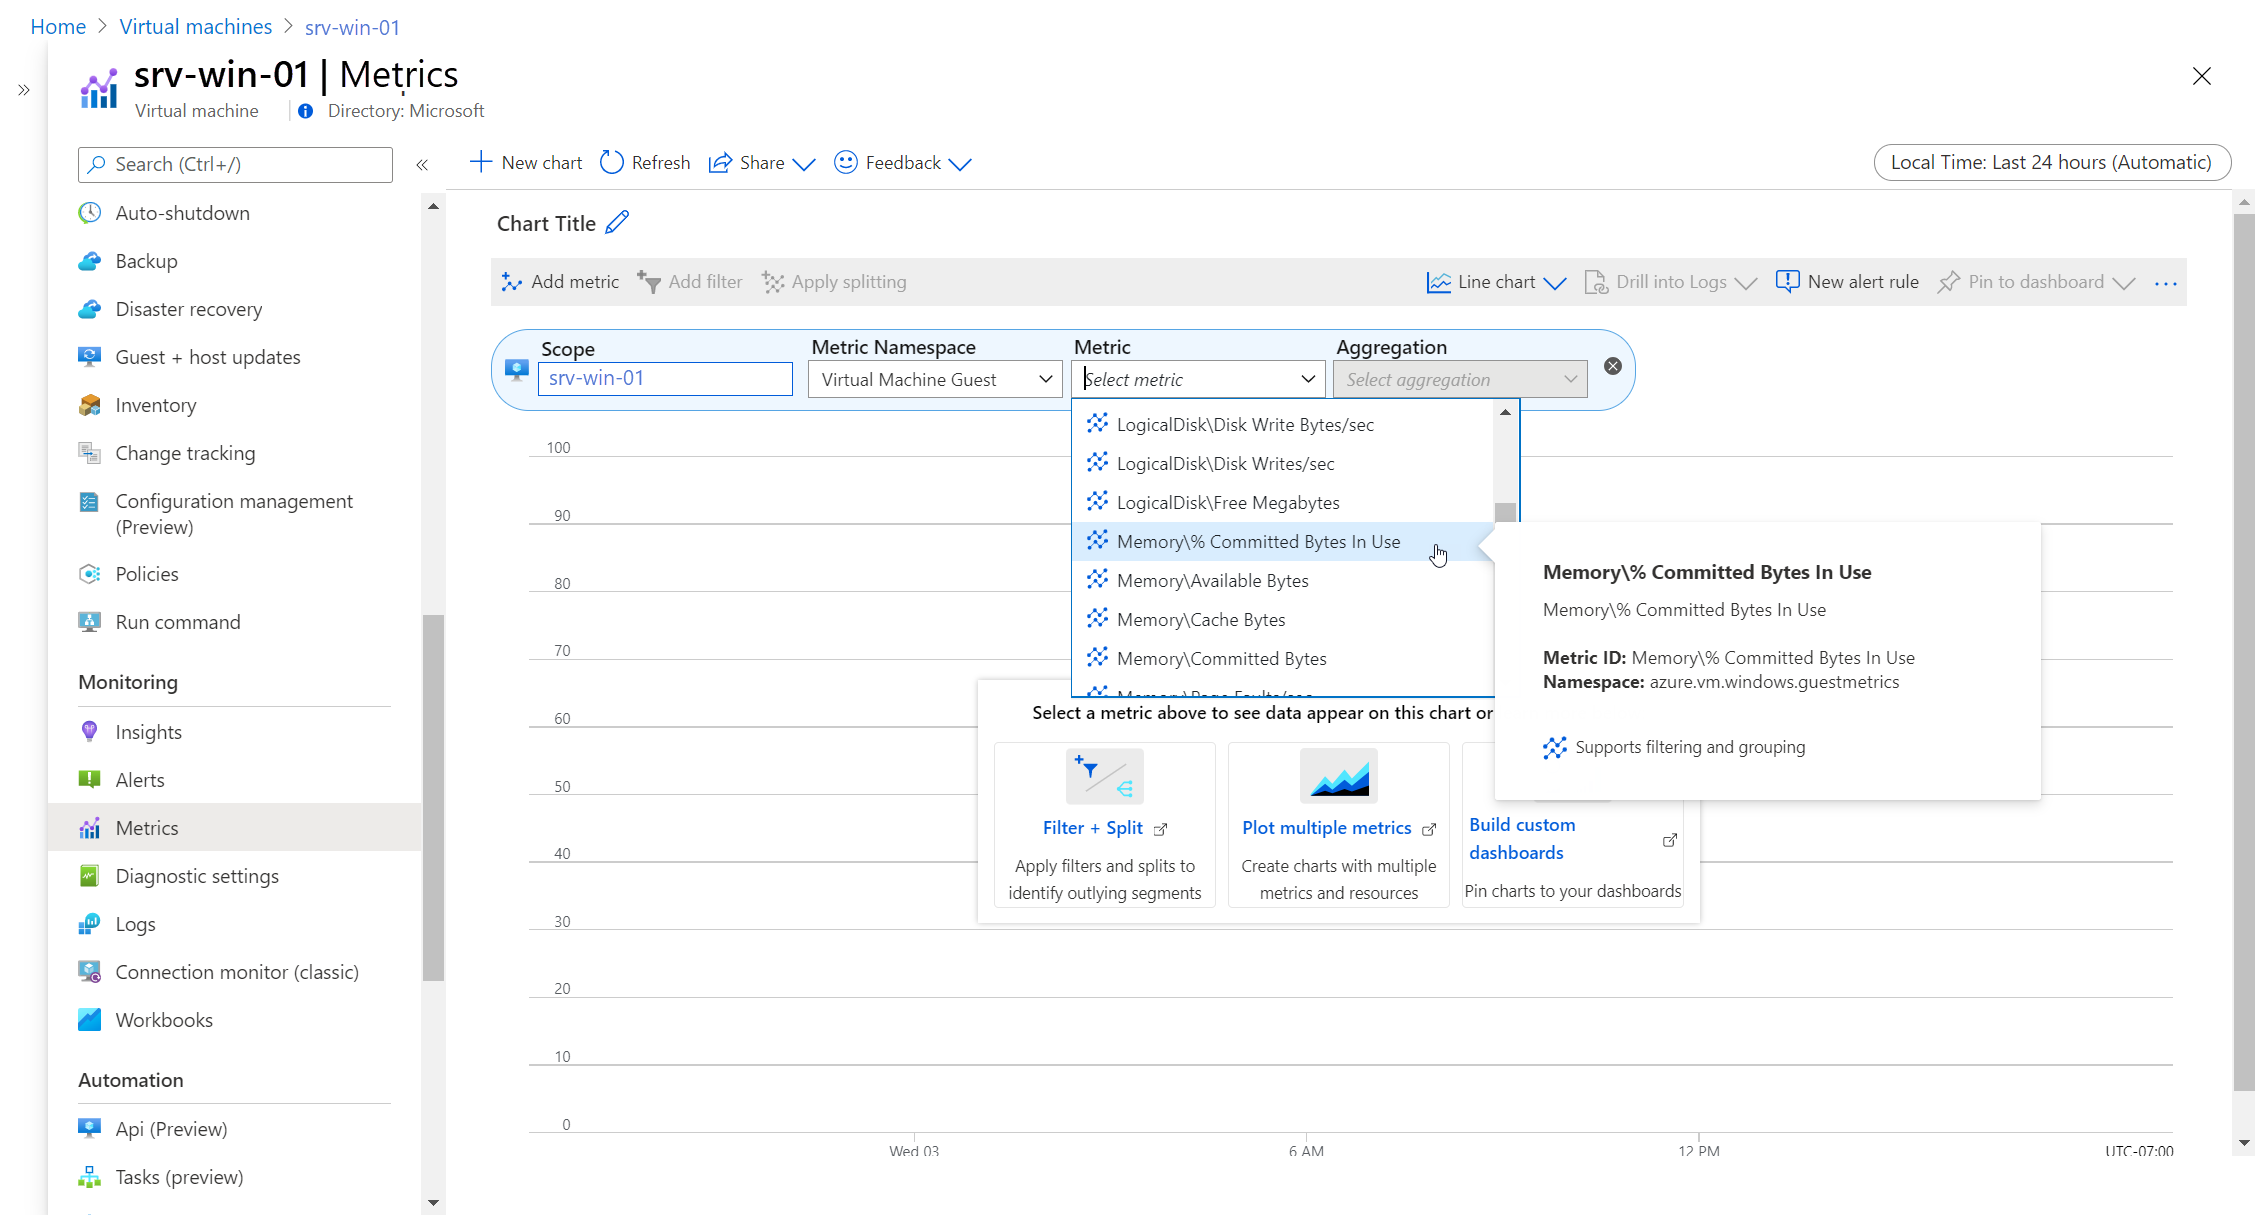 Home > Virtual machines > srv-win-01
srv-win-01 | Metrics
Virtual machine
Directory: Microsoft
Search (Ctrl+/)
Auto-shutdown
Backup
Disaster recovery
Guest + host updates
Inventory
Change tracking
Configuration management
(Preview)
Policies
Run command
Monitoring
Insights
Alerts
Metrics
Diagnostic settings
Logs
Connection monitor (classic)
Workbooks
Automation
Api (Preview)
Tasks (preview)
New chart
Refresh
Share
Feedback
Local Time: Last 24 hours (Automatic)
Chart Title
Add metric
Add filter
Apply splitting
Line chart
Drill into Logs
New alert rule
Pin to dashboard
Scope
srv-win-01
Metric Namespace
Virtual Machine Guest
Metric
Select metric
Aggregation
Select aggregation
LogicalDisk\Disk Write Bytes/sec
LogicalDisk\Disk Writes/sec
LogicalDisk\Free Megabytes
Memory\% Committed Bytes In Use
Memory\Available Bytes
Memory\Cache Bytes
Memory\Committed Bytes
Memory\Page Faults/sec
Memory\% Committed Bytes In Use
Memory\% Committed Bytes In Use
Metric ID: Memory\% Committed Bytes In Use
Namespace: azure.vm.windows.guestmetrics
Supports filtering and grouping
Select a metric above to see data appear on this chart or
Filter + Split
Apply filters and splits to
identify outlying segments
Plot multiple metrics
Create charts with multiple
metrics and resources
Build custom
dashboards
Pin charts to your dashboards
100
90
80
70
60
50
40
30
20
10
0
Wed 03
6 AM
12 PM
UTC-07:00